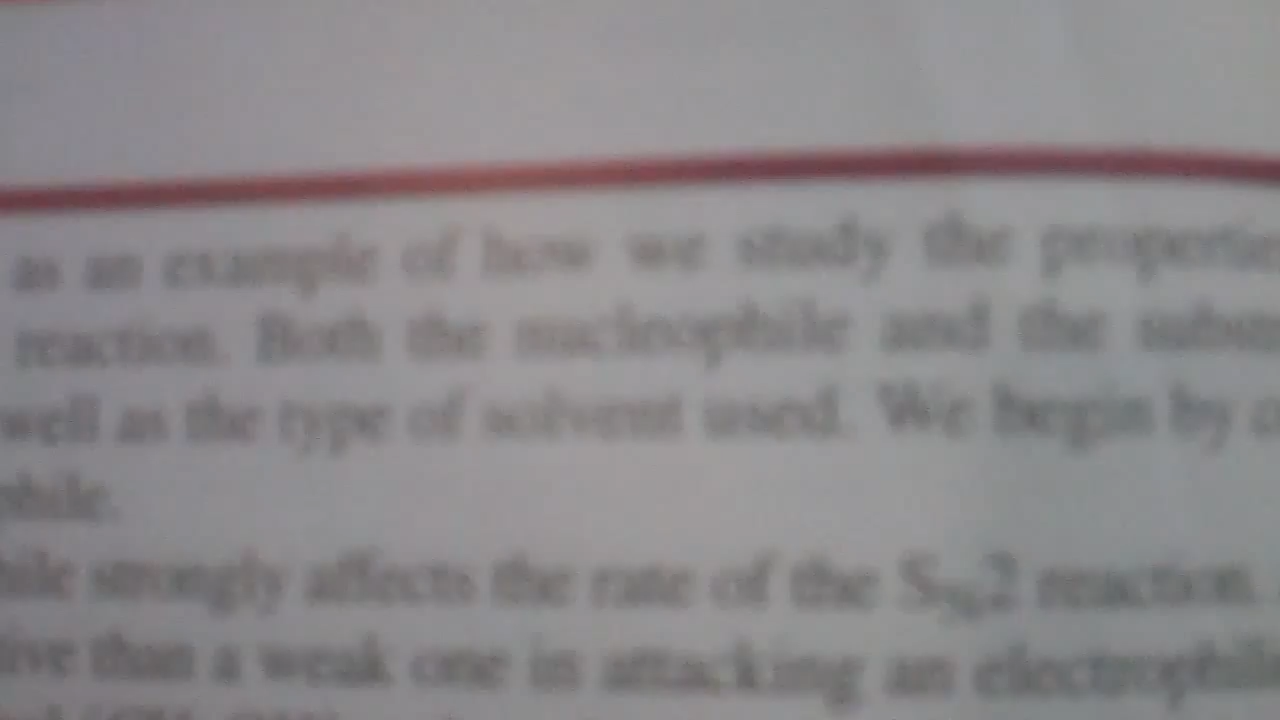 as an example of how we study the
reaction. Both the nucleophile and the
well as the type of solvent used. We begin by
strongly affects the rate of the SN2 reaction.
than a weak one in attacking an